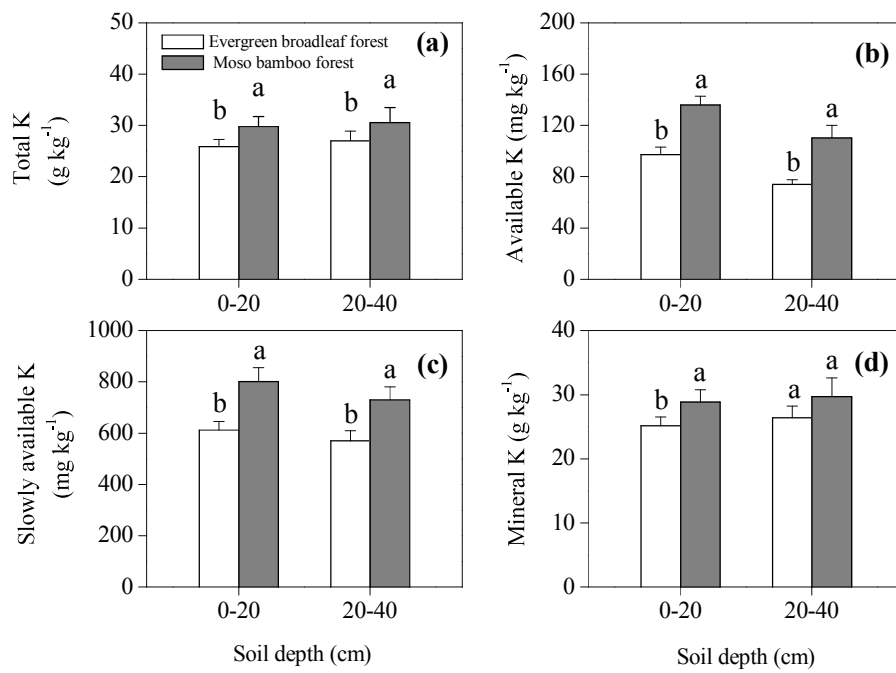 Total K
(g kg⁻¹)
50
40
30
20
10
0
Evergreen broadleaf forest
Moso bamboo forest
(a)
b
a
b
a
0-20
20-40
Available K (mg kg⁻¹)
200
160
120
80
40
0
(b)
b
a
b
a
0-20
20-40
Slowly available K
(mg kg⁻¹)
1000
800
600
400
200
0
(c)
b
a
b
a
0-20
20-40
Soil depth (cm)
Mineral K (g kg⁻¹)
40
30
20
10
0
(d)
b
a
a
a
0-20
20-40
Soil depth (cm)